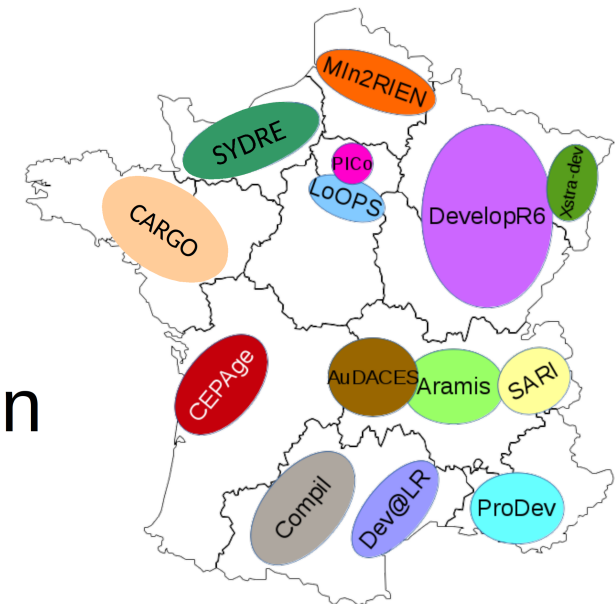 MIn2RIEN
SYDRE
PICo
LoOPS
Xstra-dev
DevelopR6
CARGO
CEPAge
AuDACES
Aramis
SARI
n
Compil
Dev@LR
ProDev